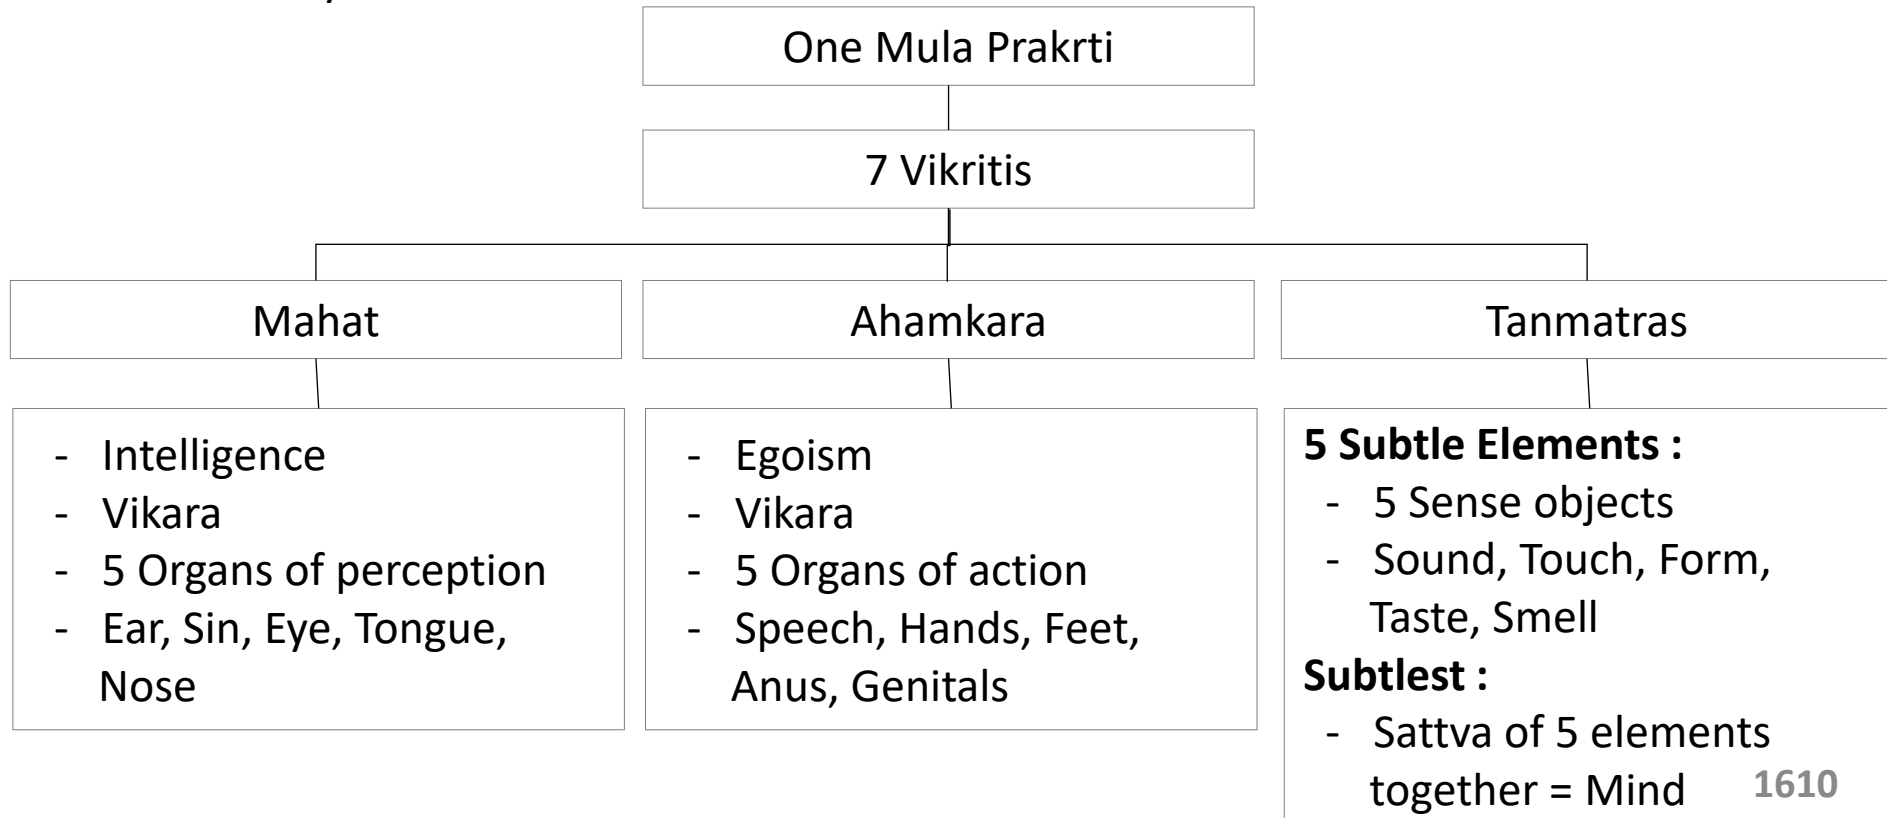 One Mula Prakrti
7 Vikritis
Mahat
Ahamkara
Tanmatras
- Intelligence
- Vikara
- 5 Organs of perception
- Ear, Sin, Eye, Tongue,
Nose
- Egoism
- Vikara
- 5 Organs of action
- Speech, Hands, Feet,
Anus, Genitals
5 Subtle Elements :
- 5 Sense objects
- Sound, Touch, Form,
Taste, Smell
Subtlest :
- Sattva of 5 elements
together = Mind
1610